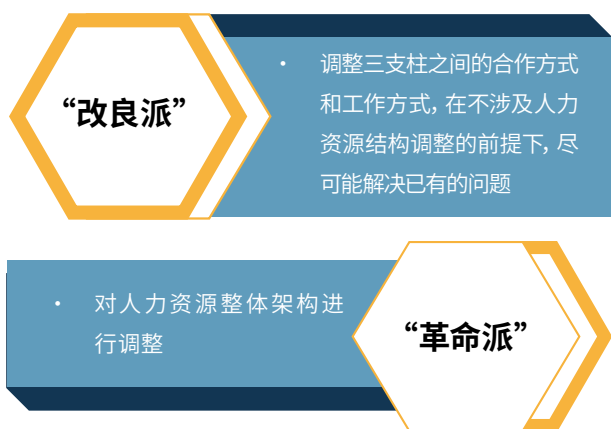 “改良派”
• 调整三支柱之间的合作方式
和工作方式，在不涉及人力
资源结构调整的前提下，尽
可能解决已有的问题
• 对人力资源整体架构进
行调整
“革命派”